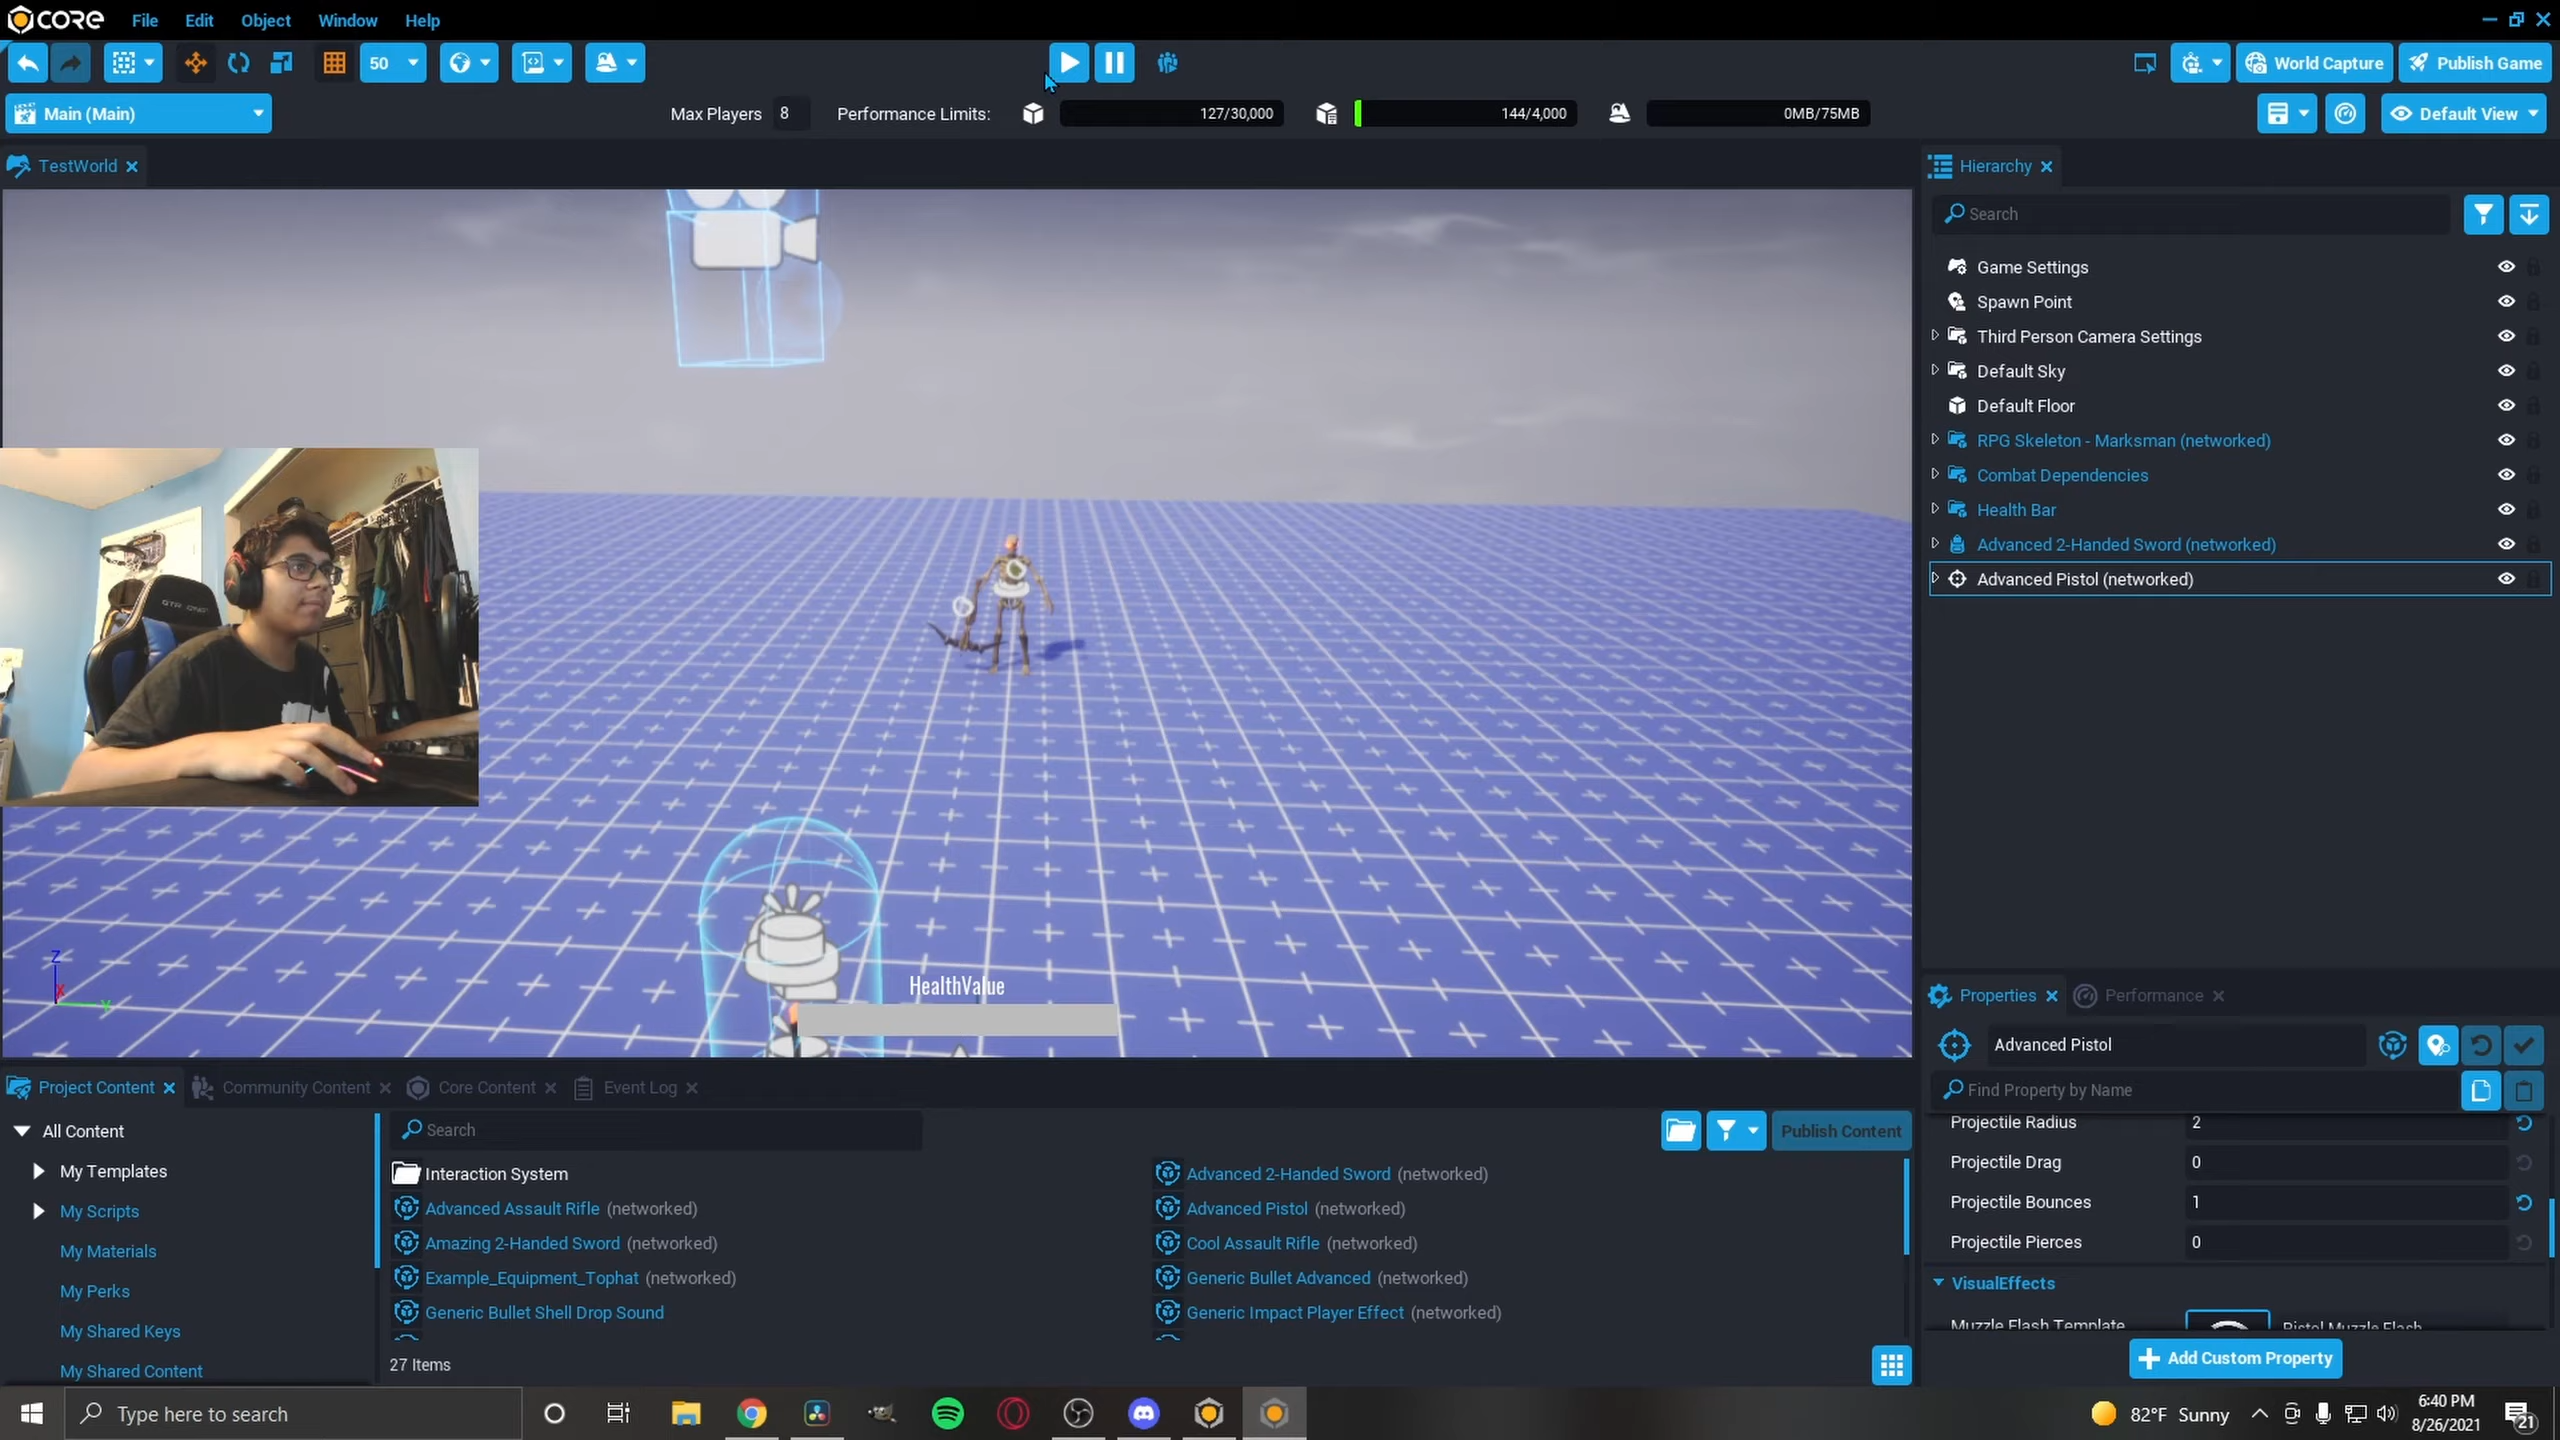 CORE File Edit Object Window Help
50 World Capture Publish Game
Main (Main) Max Players 8 Performance Limits: 127/30,000 144/4,000 0MB/75MB Default View
TestWorld
Hierarchy
Search
Game Settings
Spawn Point
Third Person Camera Settings
Default Sky
Default Floor
RPG Skeleton - Marksman (networked)
Combat Dependencies
Health Bar
Advanced 2-Handed Sword (networked)
Advanced Pistol (networked)
GTR
Z
X
Y
HealthValue
Properties Performance
Advanced Pistol
Find Property by Name
Projectile Radius 2
Projectile Drag 0
Projectile Bounces 1
Projectile Pierces 0
VisualEffects
Muzzle Flash Template Pistol Muzzle Flash
Add Custom Property
Project Content Community Content Core Content Event Log
All Content
My Templates
My Scripts
My Materials
My Perks
My Shared Keys
My Shared Content
Search Publish Content
Interaction System Advanced 2-Handed Sword (networked)
Advanced Assault Rifle (networked) Advanced Pistol (networked)
Amazing 2-Handed Sword (networked) Cool Assault Rifle (networked)
Example_Equipment_Tophat (networked) Generic Bullet Advanced (networked)
Generic Bullet Shell Drop Sound Generic Impact Player Effect (networked)
27 Items
Type here to search
82°F Sunny
6:40 PM
8/26/2021
21